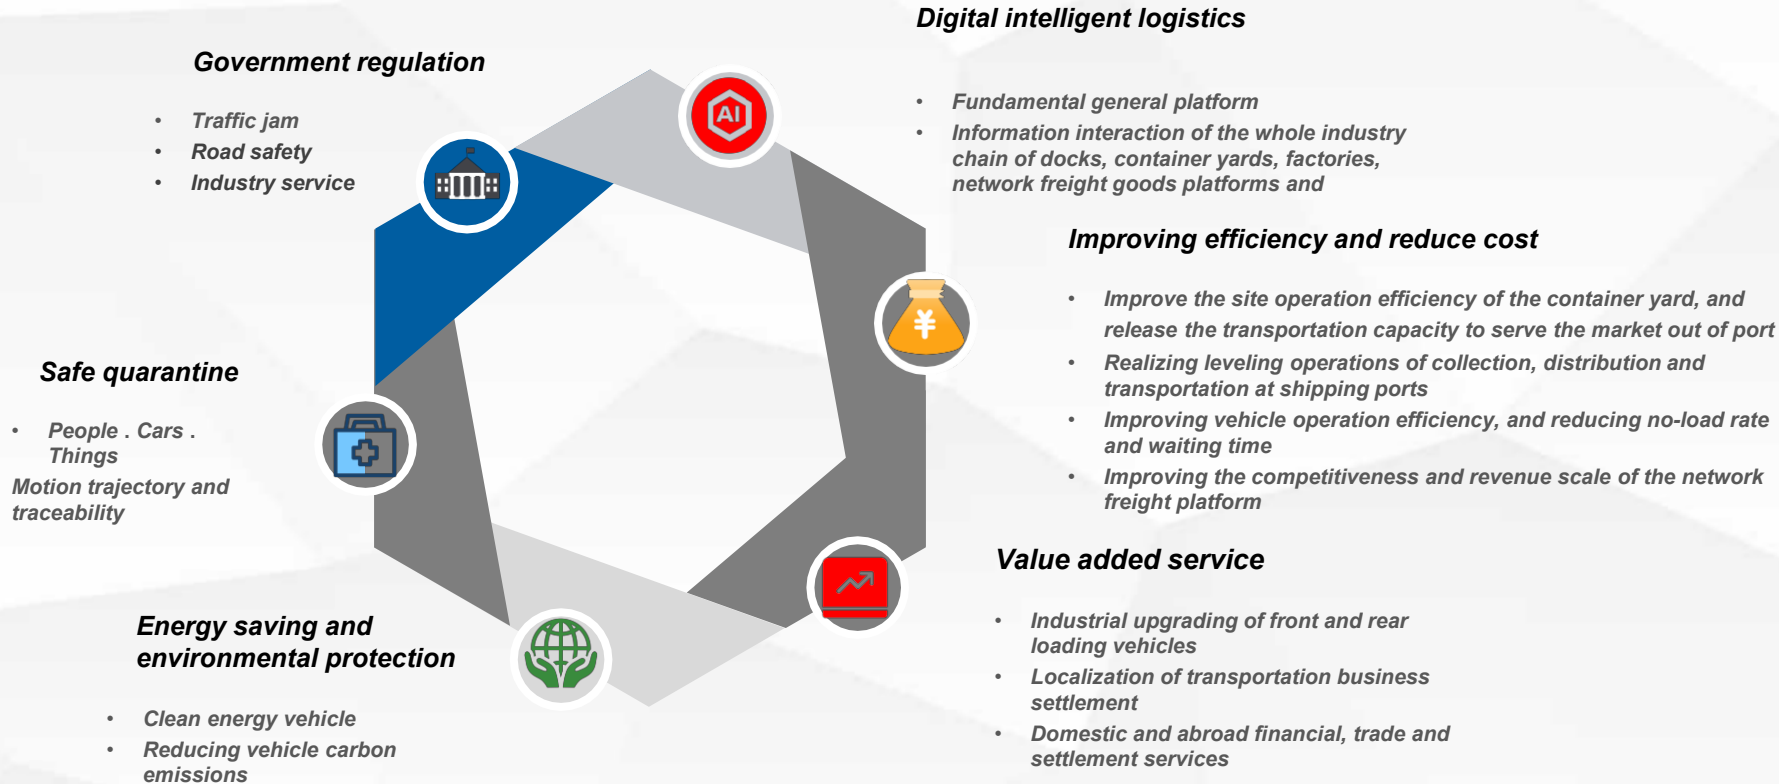 Digital intelligent logistics
• Fundamental general platform
• Information interaction of the whole industry
chain of docks, container yards, factories,
network freight goods platforms and
Government regulation
• Traffic jam
• Road safety
• Industry service
AI
Improving efficiency and reduce cost
• Improve the site operation efficiency of the container yard, and
release the transportation capacity to serve the market out of port
• Realizing leveling operations of collection, distribution and
transportation at shipping ports
• Improving vehicle operation efficiency, and reducing no-load rate
and waiting time
• Improving the competitiveness and revenue scale of the network
freight platform
¥
Safe quarantine
• People . Cars .
Things
Motion trajectory and
traceability
Value added service
• Industrial upgrading of front and rear
loading vehicles
• Localization of transportation business
settlement
• Domestic and abroad financial, trade and
settlement services
Energy saving and
environmental protection
• Clean energy vehicle
• Reducing vehicle carbon
emissions